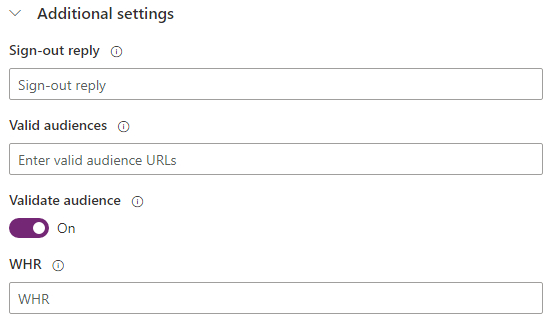 Additional settings
Sign-out reply
Sign-out reply
Valid audiences
Enter valid audience URLs
Validate audience
On
WHR
WHR